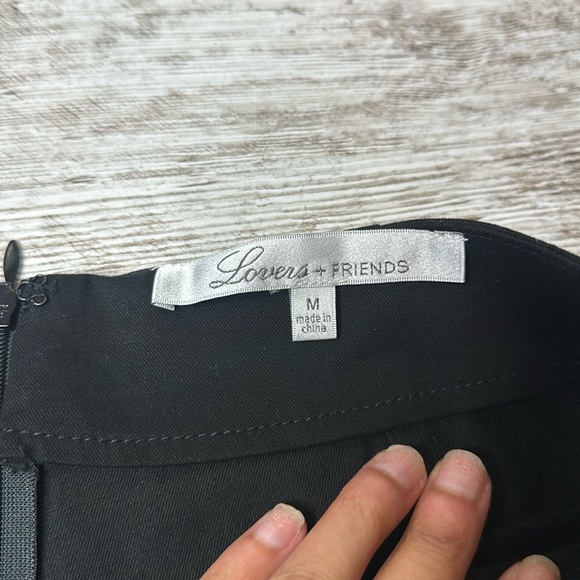 Lovers + FRIENDS
M
made in
china